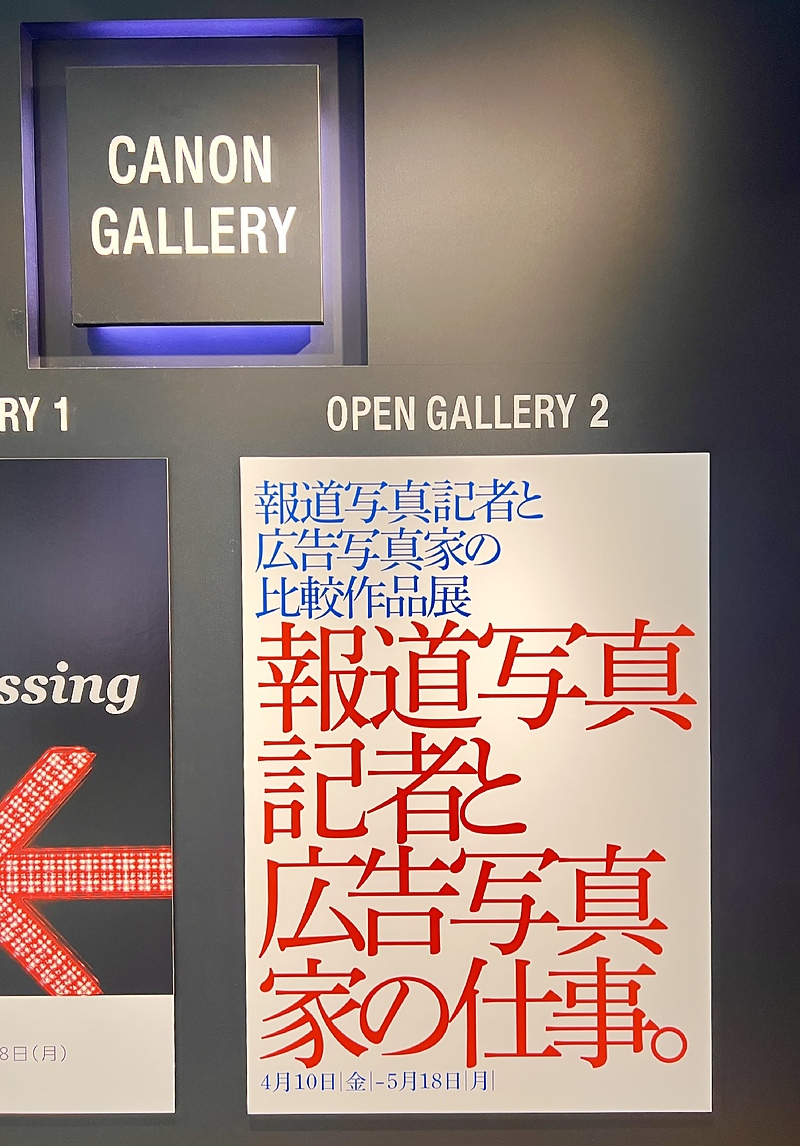 CANON
GALLERY
RY 1
OPEN GALLERY 2
ssing
8日(月)
報道写真記者と
広告写真家の
比較作品展
報道写真
記者と
広告写真
家の仕事。
4月10日|金|-5月18日|月|